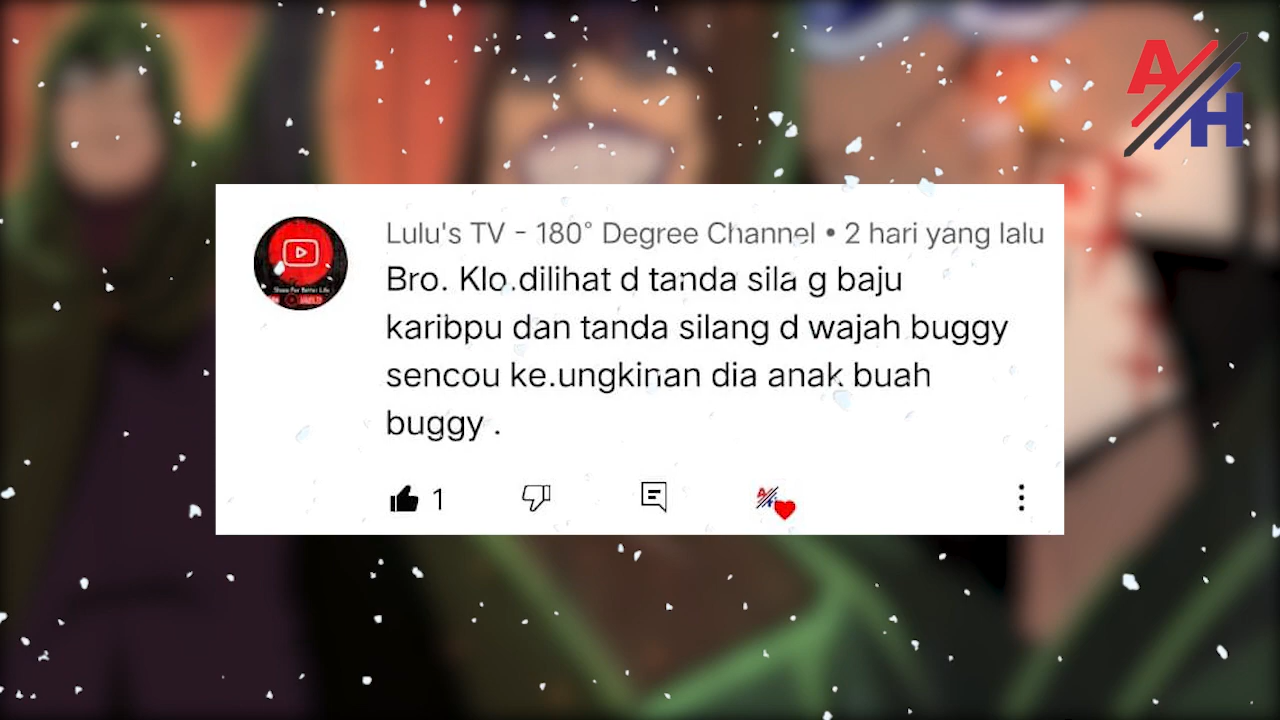 A/H
Lulu's TV - 180° Degree Channel • 2 hari yang lalu
Bro. Klo.dilihat d tanda sila g baju
karibpu dan tanda silang d wajah buggy
sencou ke.ungkinan dia anak buah
buggy .
1